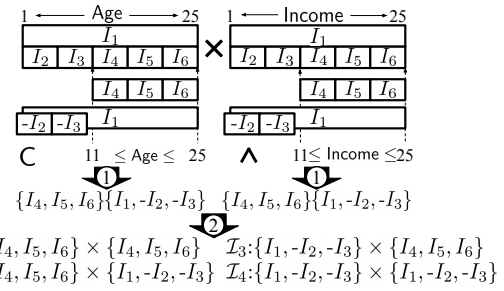 1 Age 25 1 Income 25
I₁ × I₁
I₂ I₃ I₄ I₅ I₆ I₂ I₃ I₄ I₅ I₆
I₄ I₅ I₆ I₄ I₅ I₆
-I₂ -I₃ I₁ -I₂ -I₃ I₁
C 11 ≤ Age ≤ 25 ∧ 11≤ Income ≤25
1 1
{I₄, I₅, I₆}{I₁, -I₂, -I₃} {I₄, I₅, I₆}{I₁, -I₂, -I₃}
2
I₄, I₅, I₆} × {I₄, I₅, I₆} ℐ₃:{I₁, -I₂, -I₃} × {I₄, I₅, I₆}
I₄, I₅, I₆} × {I₁, -I₂, -I₃} ℐ₄:{I₁, -I₂, -I₃} × {I₁, -I₂, -I₃}